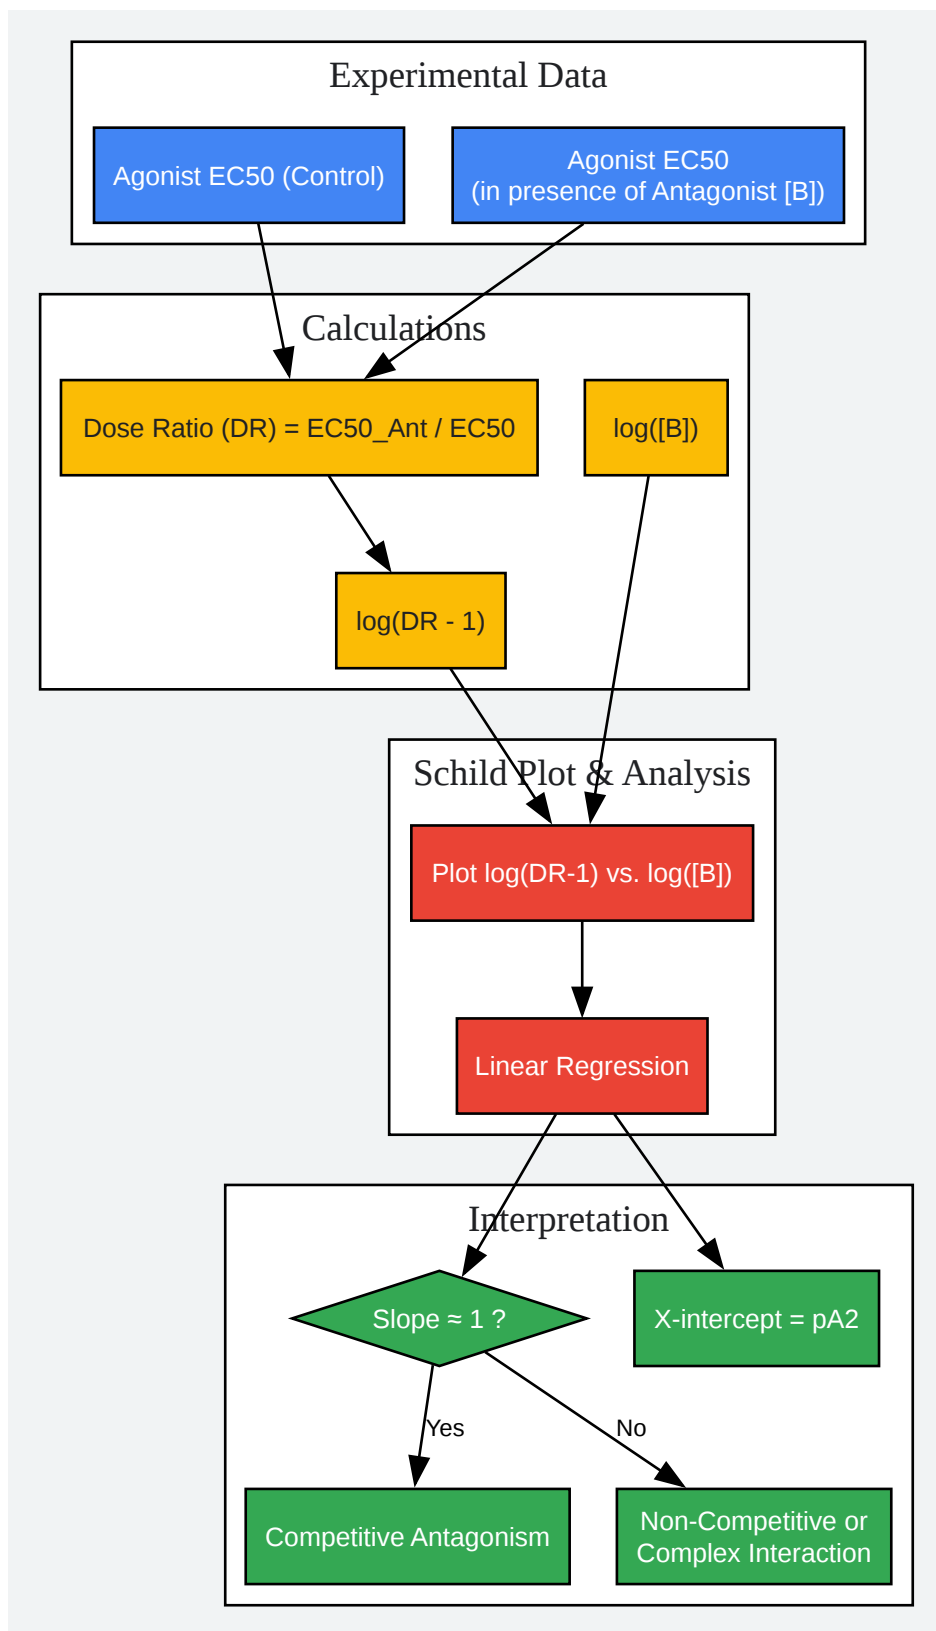 Experimental Data
Agonist EC50 (Control)
Agonist EC50
(in presence of Antagonist [B])
Calculations
Dose Ratio (DR) = EC50_Ant / EC50
log([B])
log(DR - 1)
Schild Plot & Analysis
Plot log(DR-1) vs. log([B])
Linear Regression
Interpretation
Slope ≈ 1 ?
X-intercept = pA2
Yes
No
Competitive Antagonism
Non-Competitive or
Complex Interaction